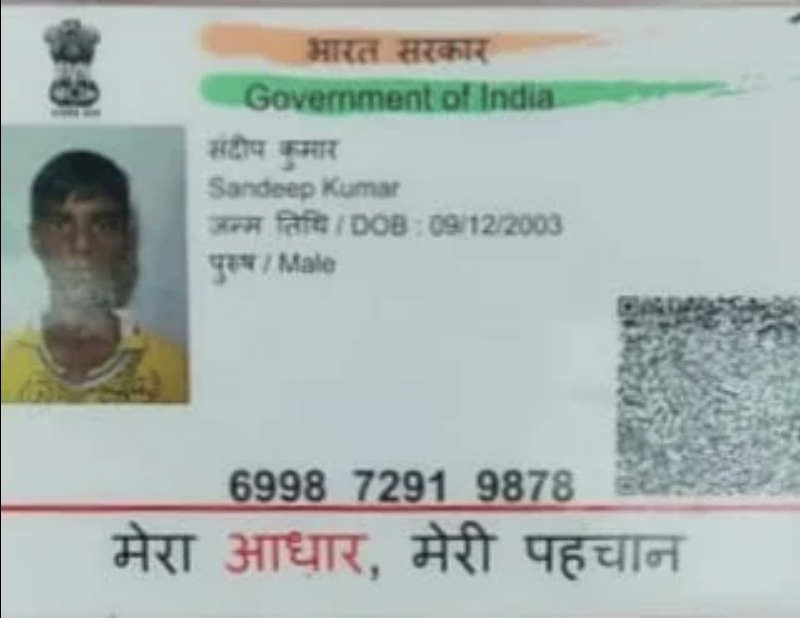 भारत सरकार
Government of India
संदीप कुमार
Sandeep Kumar
जन्म तिथि / DOB : 09/12/2003
पुरुष / Male
6998 7291 9878
मेरा आधार, मेरी पहचान